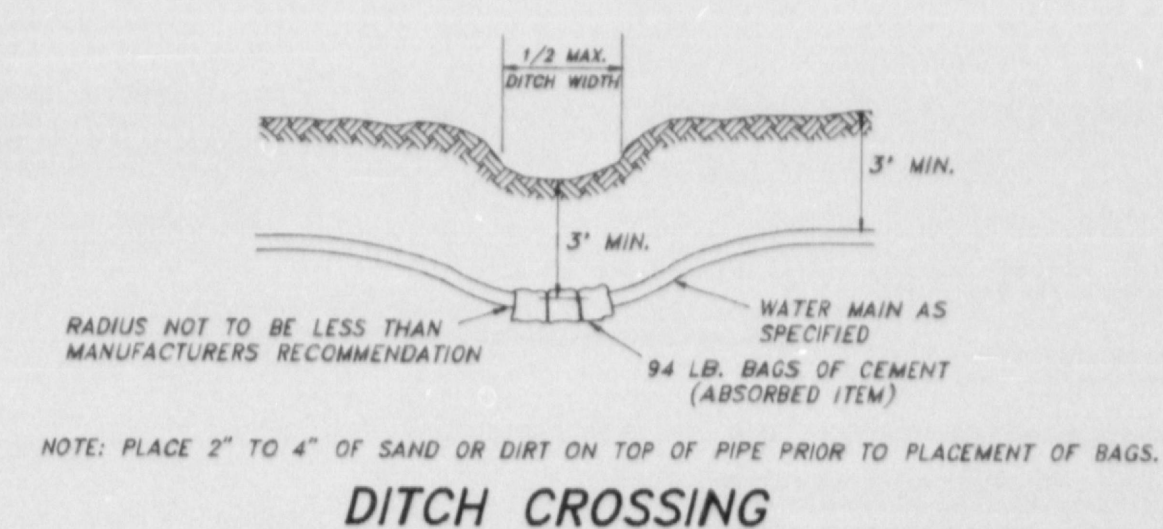 1/2 MAX.
DITCH WIDTH
3' MIN.
3' MIN.
RADIUS NOT TO BE LESS THAN
MANUFACTURERS RECOMMENDATION
WATER MAIN AS
SPECIFIED
94 LB. BAGS OF CEMENT
(ABSORBED ITEM)
NOTE: PLACE 2" TO 4" OF SAND OR DIRT ON TOP OF PIPE PRIOR TO PLACEMENT OF BAGS.
DITCH CROSSING